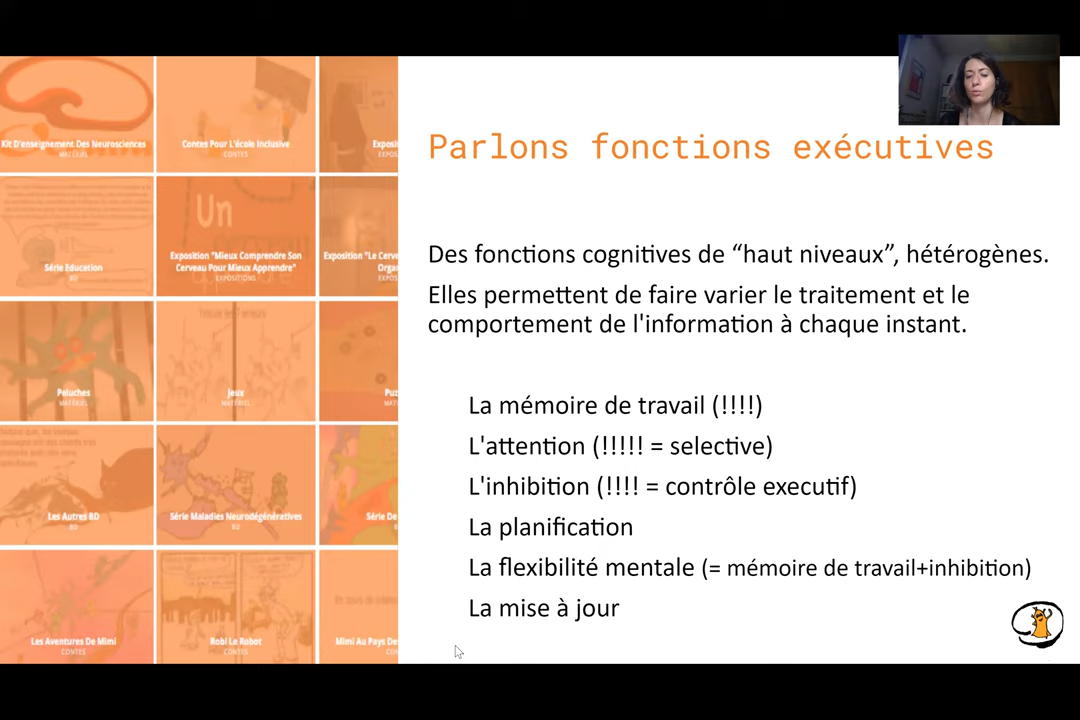 Kit D'enseignement Des Neurosciences
MATÉRIEL
Contes Pour L'école Inclusive
CONTES
Un
Série Education
BD
Exposition "Mieux Comprendre Son
Cerveau Pour Mieux Apprendre"
EXPOSITIONS
Exposition "Le
Peluches
MATÉRIEL
Jeux
MATÉRIEL
Les Autres BD
BD
Série Maladies Neurodégénératives
BD
Série De
Les Aventures De Mimi
CONTES
Robi Le Robot
CONTES
Mimi Au Pays
Parlons fonctions exécutives
Des fonctions cognitives de “haut niveaux”, hétérogènes.
Elles permettent de faire varier le traitement et le
comportement de l'information à chaque instant.
La mémoire de travail (!!!!)
L'attention (!!!!! = selective)
L'inhibition (!!!! = contrôle executif)
La planification
La flexibilité mentale (= mémoire de travail+inhibition)
La mise à jour